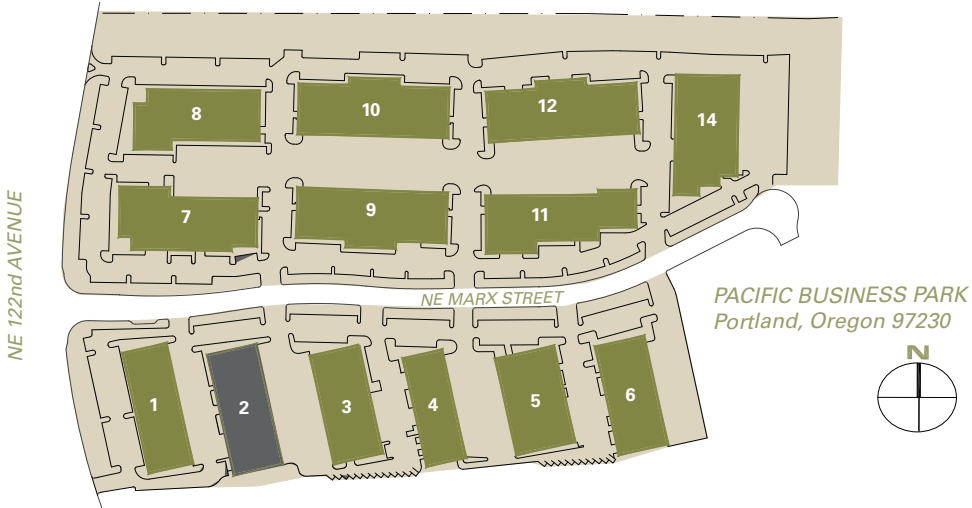 8
10
12
14
7
9
11
NE 122nd AVENUE
NE MARX STREET
PACIFIC BUSINESS PARK
Portland, Oregon 97230
N
1
2
3
4
5
6